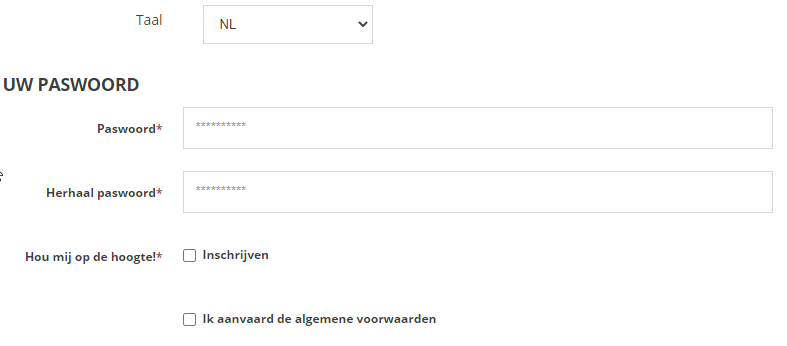 Taal NL
UW PASWOORD
Paswoord* **********
Herhaal paswoord* **********
Hou mij op de hoogte!* Inschrijven
Ik aanvaard de algemene voorwaarden